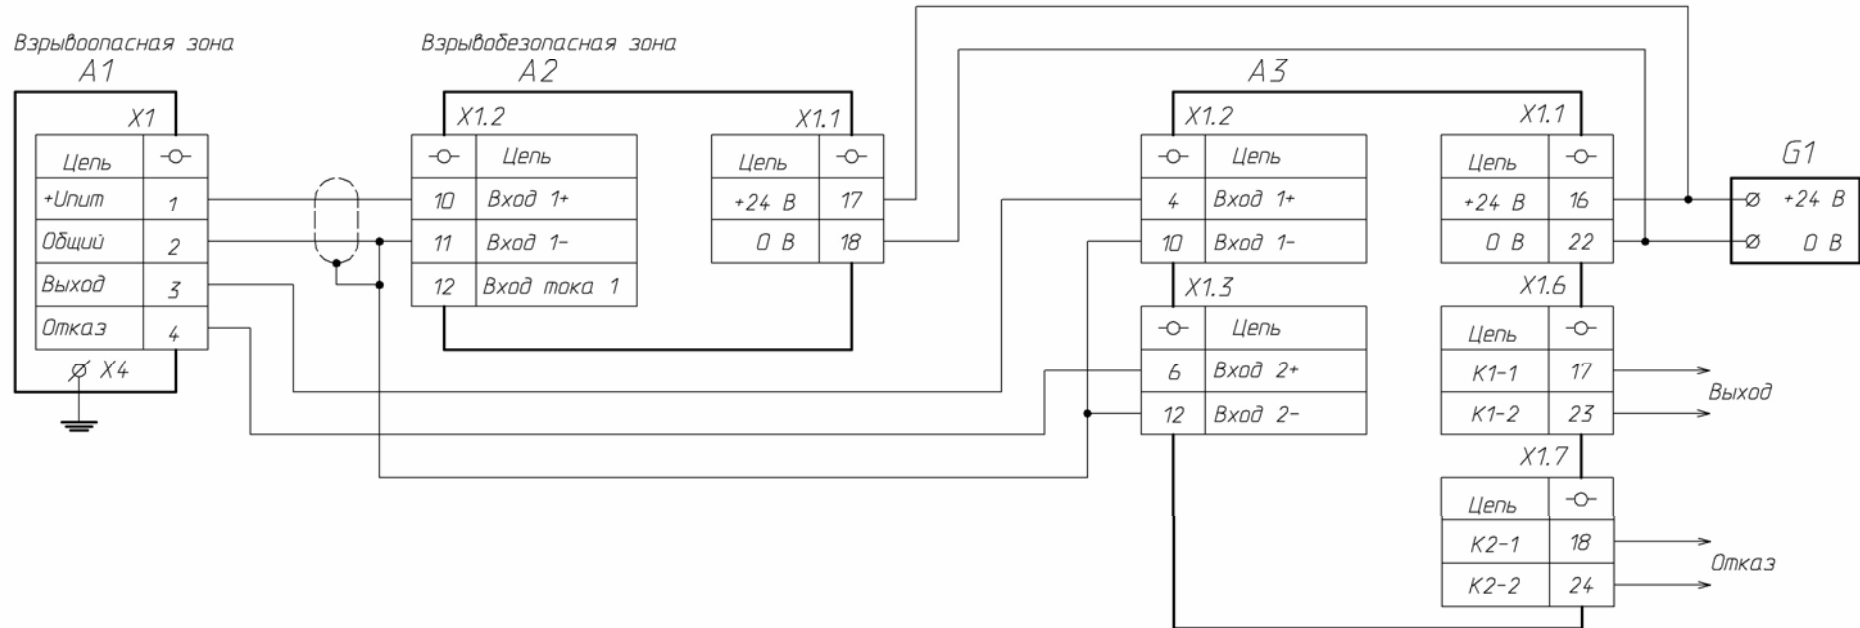 Взрывоопасная зона
A1
X1
Цепь
+Uпит 1
Общий 2
Выход 3
Отказ 4
X4
Взрывобезопасная зона
A2
X1.2
Цепь
10 Вход 1+
11 Вход 1-
12 Вход тока 1
X1.1
Цепь
+24 В 17
0 В 18
A3
X1.2
Цепь
4 Вход 1+
10 Вход 1-
X1.3
Цепь
6 Вход 2+
12 Вход 2-
X1.1
Цепь
+24 В 16
0 В 22
X1.6
Цепь
K1-1 17
K1-2 23
Выход
X1.7
Цепь
K2-1 18
K2-2 24
Отказ
G1
+24 В
0 В